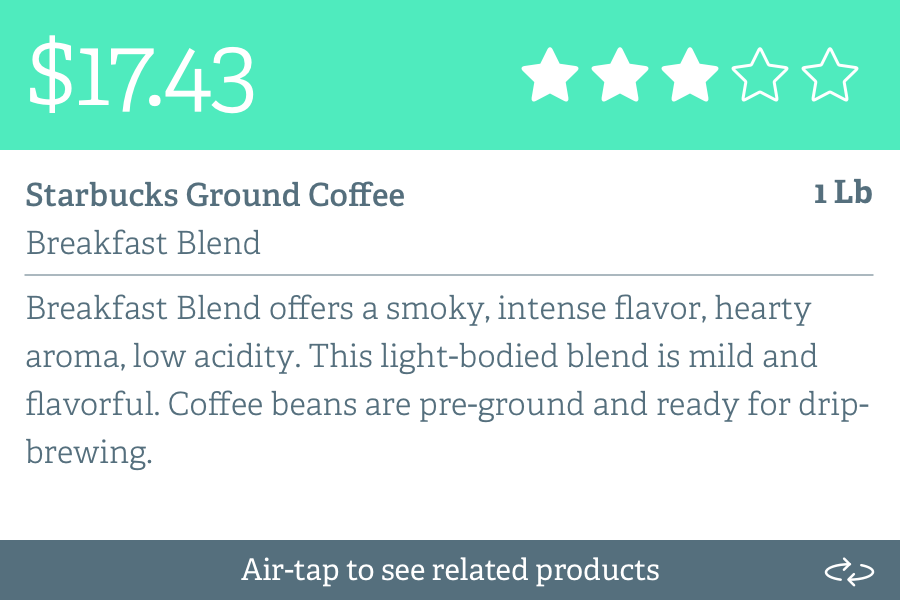 $17.43
Starbucks Ground Coffee
1 Lb
Breakfast Blend
Breakfast Blend offers a smoky, intense flavor, hearty
aroma, low acidity. This light-bodied blend is mild and
flavorful. Coffee beans are pre-ground and ready for drip-
brewing.
Air-tap to see related products